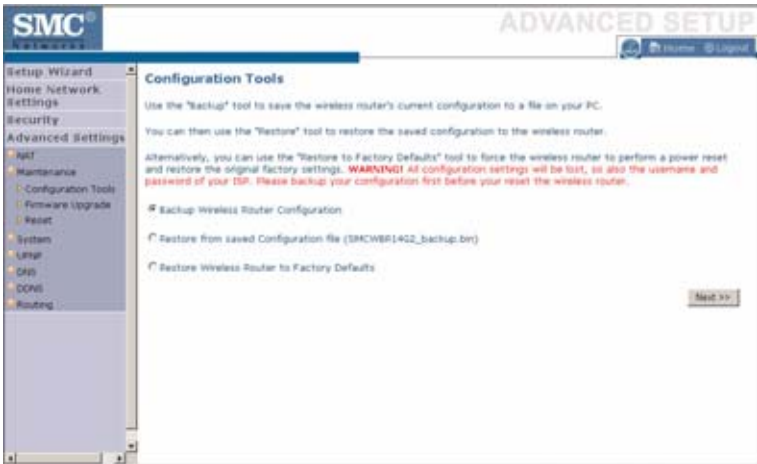 SMC®
Networks
ADVANCED SETUP
Home Logout
Setup Wizard
Home Network
Settings
Security
Advanced Settings
NAT
Maintenance
Configuration Tools
Firmware Upgrade
Reset
System
UPNP
DNS
DDNS
Routing
Configuration Tools
Use the "Backup" tool to save the wireless router's current configuration to a file on your PC.
You can then use the "Restore" tool to restore the saved configuration to the wireless router.
Alternatively, you can use the "Restore to Factory Defaults" tool to force the wireless router to perform a power reset
and restore the original factory settings. WARNING! All configuration settings will be lost, so also the username and
password of your ISP. Please backup your configuration first before your reset the wireless router.
Backup Wireless Router Configuration
Restore from saved Configuration file (SMCWBR14G2_backup.bin)
Restore Wireless Router to Factory Defaults
Next >>